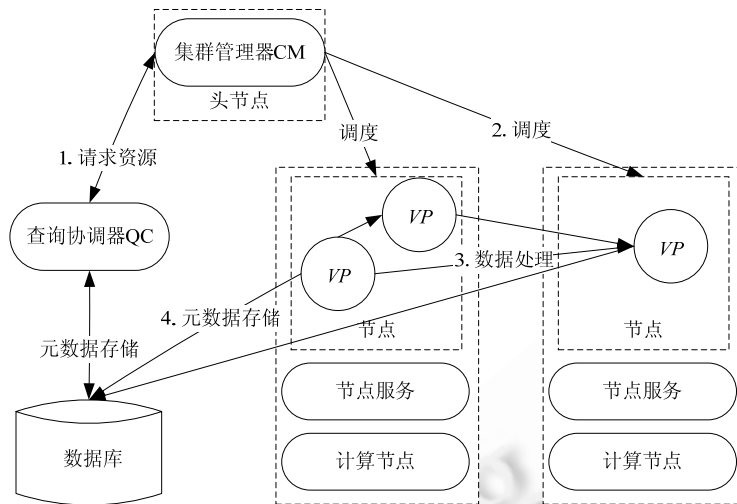 集群管理器CM
头节点
调度
2. 调度
1. 请求资源
查询协调器QC
VP
VP
VP
3. 数据处理
4. 元数据存储
节点
节点
元数据存储
节点服务
节点服务
数据库
计算节点
计算节点